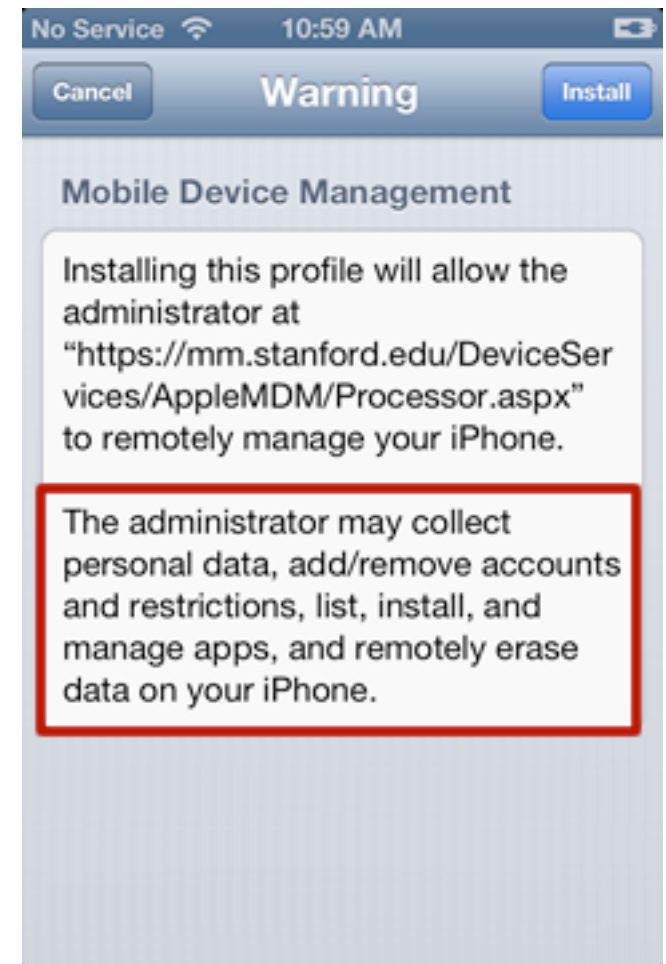 No Service 10:59 AM
Cancel Warning Install
Mobile Device Management
Installing this profile will allow the
administrator at
“https://mm.stanford.edu/DeviceSer
vices/AppleMDM/Processor.aspx”
to remotely manage your iPhone.
The administrator may collect
personal data, add/remove accounts
and restrictions, list, install, and
manage apps, and remotely erase
data on your iPhone.